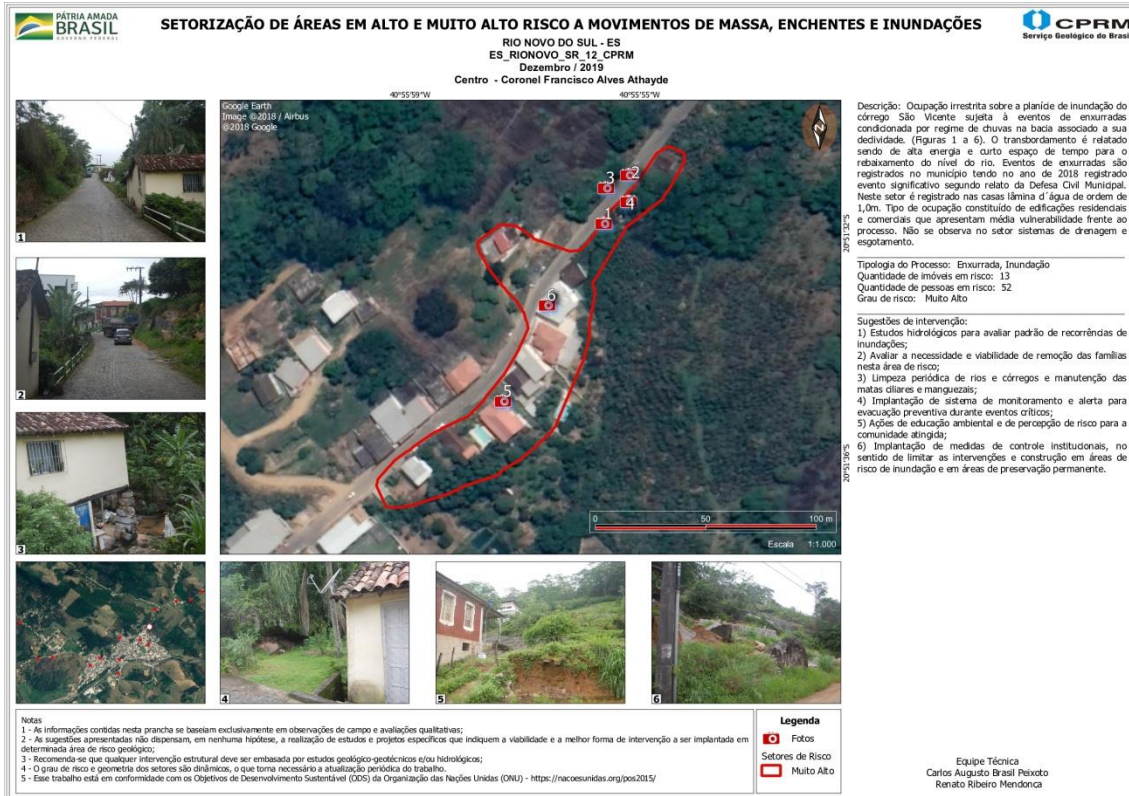 PÁTRIA AMADA
BRASIL
GOVERNO FEDERAL
SETORIZAÇÃO DE ÁREAS EM ALTO E MUITO ALTO RISCO A MOVIMENTOS DE MASSA, ENCHENTES E INUNDAÇÕES
RIO NOVO DO SUL - ES
ES_RIONOVO_SR_12_CPRM
Dezembro / 2019
Centro - Coronel Francisco Alves Athayde
CPRM
Serviço Geológico do Brasil
40°55'59"W
40°55'55"W
Google Earth
Image @2018 / Airbus
@2018 Google
N
20°51'32"S
20°51'36"S
1
2
3
4
5
6
0 50 100 m
Escala 1:1.000
1
2
3
4
5
6
Descrição: Ocupação irrestrita sobre a planície de inundação do
córrego São Vicente sujeita à eventos de enxurradas
condicionada por regime de chuvas na bacia associado a sua
declividade. (Figuras 1 a 6). O transbordamento é relatado
sendo de alta energia e curto espaço de tempo para o
rebaixamento do nível do rio. Eventos de enxurradas são
registrados no município tendo no ano de 2018 registrado
evento significativo segundo relato da Defesa Civil Municipal.
Neste setor é registrado nas casas lâmina d´água de ordem de
1,0m. Tipo de ocupação constituído de edificações residenciais
e comerciais que apresentam média vulnerabilidade frente ao
processo. Não se observa no setor sistemas de drenagem e
esgotamento.
Tipologia do Processo: Enxurrada, Inundação
Quantidade de imóveis em risco: 13
Quantidade de pessoas em risco: 52
Grau de risco: Muito Alto
Sugestões de intervenção:
1) Estudos hidrológicos para avaliar padrão de recorrências de
inundações;
2) Avaliar a necessidade e viabilidade de remoção das famílias
nesta área de risco;
3) Limpeza periódica de rios e córregos e manutenção das
matas ciliares e manguezais;
4) Implantação de sistema de monitoramento e alerta para
evacuação preventiva durante eventos críticos;
5) Ações de educação ambiental e de percepção de risco para a
comunidade atingida;
6) Implantação de medidas de controle institucionais, no
sentido de limitar as intervenções e construção em áreas de
risco de inundação e em áreas de preservação permanente.
Notas
1 - As informações contidas nesta prancha se baseiam exclusivamente em observações de campo e avaliações qualitativas;
2 - As sugestões apresentadas não dispensam, em nenhuma hipótese, a realização de estudos e projetos específicos que indiquem a viabilidade e a melhor forma de intervenção a ser implantada em
determinada área de risco geológico;
3 - Recomenda-se que qualquer intervenção estrutural deve ser embasada por estudos geológico-geotécnicos e/ou hidrológicos;
4 - O grau de risco e geometria dos setores são dinâmicos, o que torna necessário a atualização periódica do trabalho.
5 - Esse trabalho está em conformidade com os Objetivos de Desenvolvimento Sustentável (ODS) da Organização das Nações Unidas (ONU) - https://nacoesunidas.org/pos2015/
Legenda
Fotos
Setores de Risco
Muito Alto
Equipe Técnica
Carlos Augusto Brasil Peixoto
Renato Ribeiro Mendonca